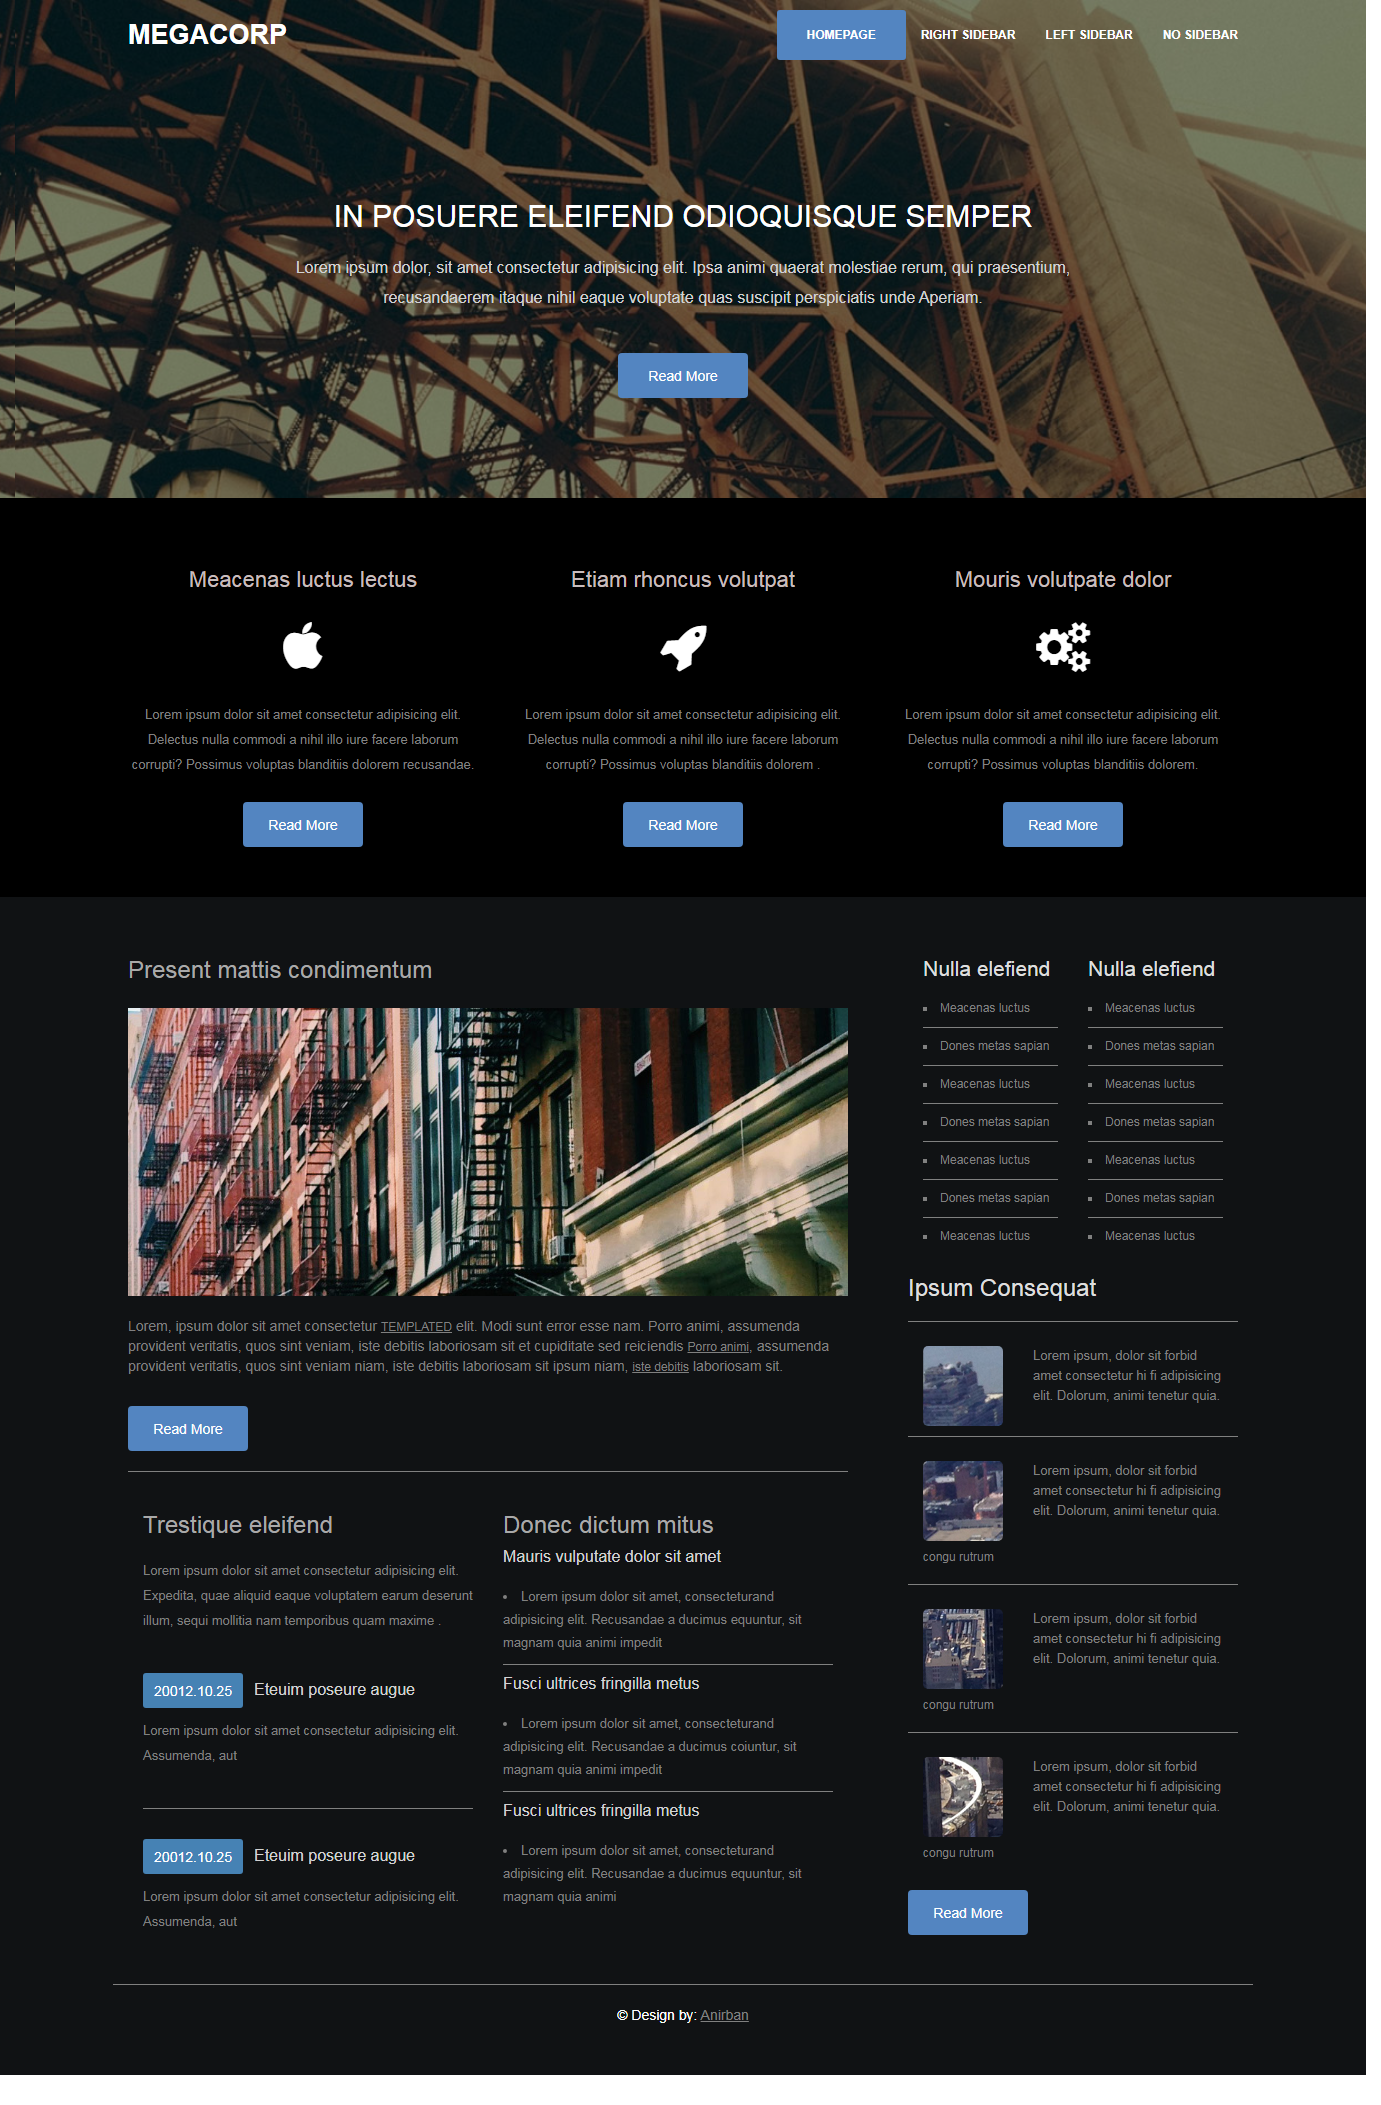 MEGACORP
HOMEPAGE
RIGHT SIDEBAR
LEFT SIDEBAR
NO SIDEBAR
IN POSUERE ELEIFEND ODIOQUISQUE SEMPER
Lorem ipsum dolor, sit amet consectetur adipisicing elit. Ipsa animi quaerat molestiae rerum, qui praesentium,
recusandaerem itaque nihil eaque voluptate quas suscipit perspiciatis unde Aperiam.
Read More
Meacenas luctus lectus
Lorem ipsum dolor sit amet consectetur adipisicing elit.
Delectus nulla commodi a nihil illo iure facere laborum
corrupti? Possimus voluptas blanditiis dolorem recusandae.
Read More
Etiam rhoncus volutpat
Lorem ipsum dolor sit amet consectetur adipisicing elit.
Delectus nulla commodi a nihil illo iure facere laborum
corrupti? Possimus voluptas blanditiis dolorem .
Read More
Mouris volutpate dolor
Lorem ipsum dolor sit amet consectetur adipisicing elit.
Delectus nulla commodi a nihil illo iure facere laborum
corrupti? Possimus voluptas blanditiis dolorem.
Read More
Present mattis condimentum
Lorem, ipsum dolor sit amet consectetur TEMPLATED elit. Modi sunt error esse nam. Porro animi, assumenda
provident veritatis, quos sint veniam, iste debitis laboriosam sit et cupiditate sed reiciendis Porro animi, assumenda
provident veritatis, quos sint veniam niam, iste debitis laboriosam sit ipsum niam, iste debitis laboriosam sit.
Read More
Trestique eleifend
Lorem ipsum dolor sit amet consectetur adipisicing elit.
Expedita, quae aliquid eaque voluptatem earum deserunt
illum, sequi mollitia nam temporibus quam maxime .
20012.10.25 Eteuim poseure augue
Lorem ipsum dolor sit amet consectetur adipisicing elit.
Assumenda, aut
20012.10.25 Eteuim poseure augue
Lorem ipsum dolor sit amet consectetur adipisicing elit.
Assumenda, aut
Donec dictum mitus
Mauris vulputate dolor sit amet
• Lorem ipsum dolor sit amet, consecteturand
adipisicing elit. Recusandae a ducimus equuntur, sit
magnam quia animi impedit
Fusci ultrices fringilla metus
• Lorem ipsum dolor sit amet, consecteturand
adipisicing elit. Recusandae a ducimus coiuntur, sit
magnam quia animi impedit
Fusci ultrices fringilla metus
• Lorem ipsum dolor sit amet, consecteturand
adipisicing elit. Recusandae a ducimus equuntur, sit
magnam quia animi
Nulla elefiend
▪ Meacenas luctus
▪ Dones metas sapian
▪ Meacenas luctus
▪ Dones metas sapian
▪ Meacenas luctus
▪ Dones metas sapian
▪ Meacenas luctus
Nulla elefiend
▪ Meacenas luctus
▪ Dones metas sapian
▪ Meacenas luctus
▪ Dones metas sapian
▪ Meacenas luctus
▪ Dones metas sapian
▪ Meacenas luctus
Ipsum Consequat
Lorem ipsum, dolor sit forbid
amet consectetur hi fi adipisicing
elit. Dolorum, animi tenetur quia.
Lorem ipsum, dolor sit forbid
amet consectetur hi fi adipisicing
elit. Dolorum, animi tenetur quia.
congu rutrum
Lorem ipsum, dolor sit forbid
amet consectetur hi fi adipisicing
elit. Dolorum, animi tenetur quia.
congu rutrum
Lorem ipsum, dolor sit forbid
amet consectetur hi fi adipisicing
elit. Dolorum, animi tenetur quia.
congu rutrum
Read More
© Design by: Anirban